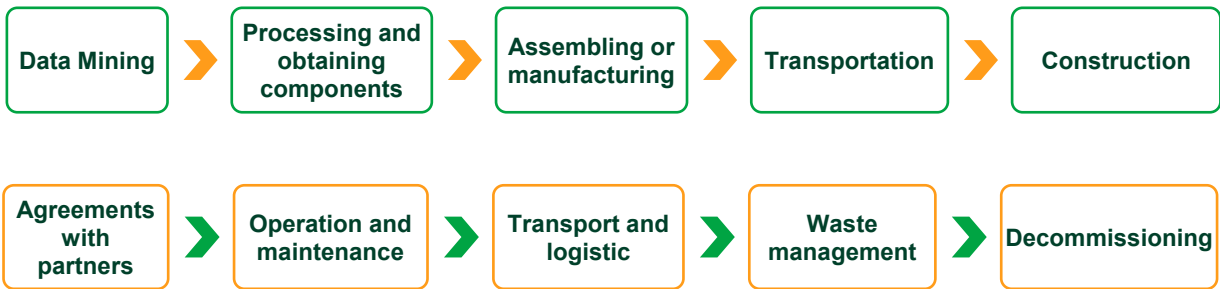 Data Mining
Processing and
obtaining
components
Assembling or
manufacturing
Transportation
Construction
Agreements
with
partners
Operation and
maintenance
Transport and
logistic
Waste
management
Decommissioning